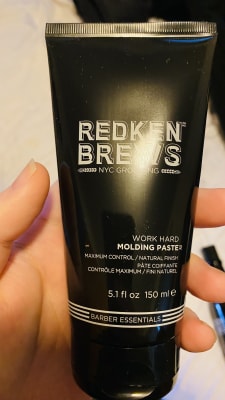 REDKEN
BREWS
NYC GROOMING
WORK HARD
MOLDING PASTE
MAXIMUM CONTROL / NATURAL FINISH
PÂTE COIFFANTE
CONTRÔLE MAXIMUM / FINI NATUREL
5.1 fl oz 150 ml e
BARBER ESSENTIALS